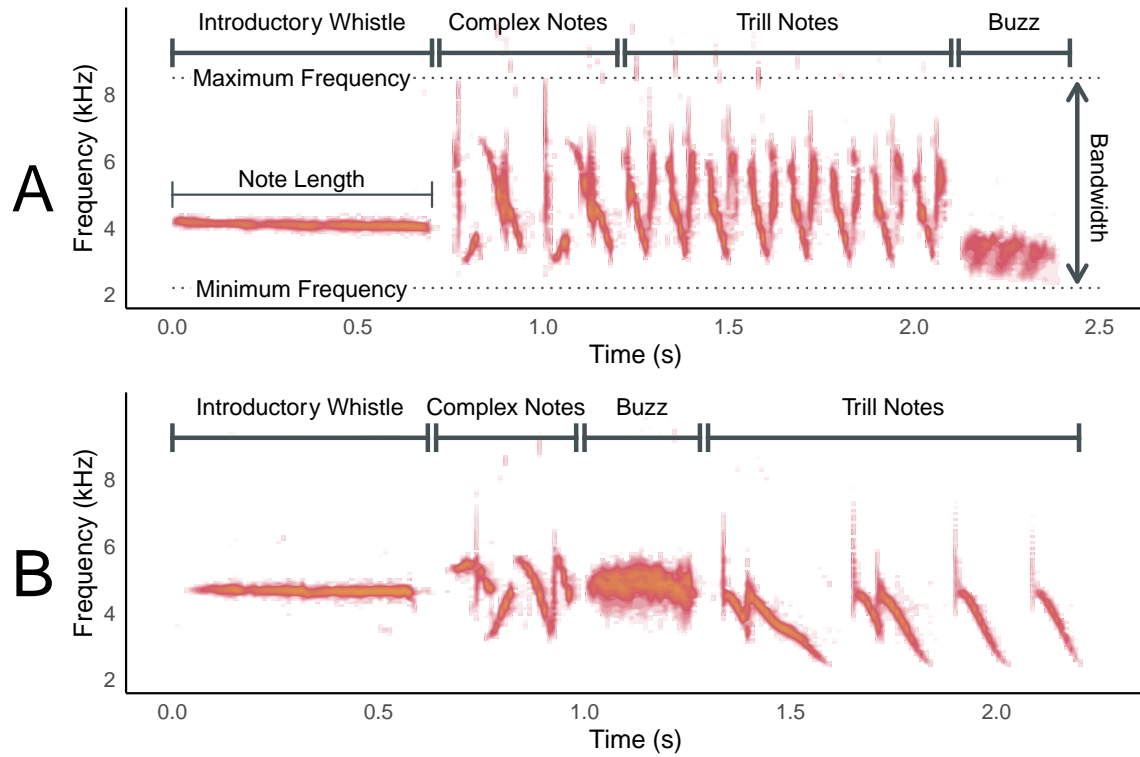 Introductory Whistle Complex Notes Trill Notes Buzz
Maximum Frequency
Note Length
Minimum Frequency
Bandwidth
A
Frequency (kHz)
8
6
4
2
0.0 0.5 1.0 1.5 2.0 2.5
Time (s)
Introductory Whistle Complex Notes Buzz Trill Notes
B
Frequency (kHz)
8
6
4
2
0.0 0.5 1.0 1.5 2.0
Time (s)